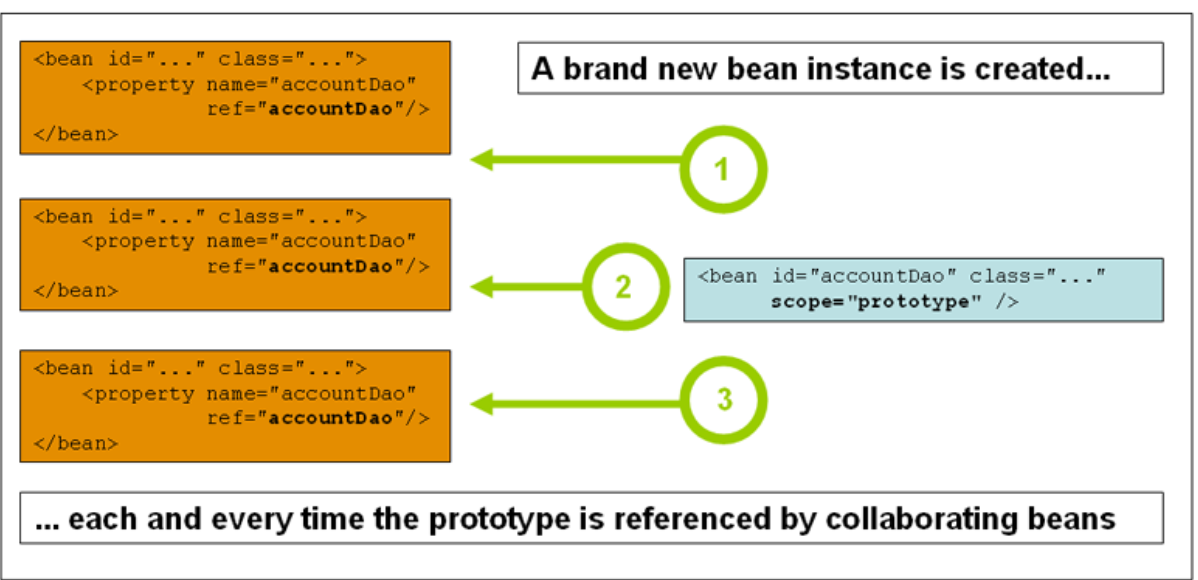 <bean id="..." class="...">
    <property name="accountDao"
              ref="accountDao"/>
</bean>
A brand new bean instance is created...
1
<bean id="..." class="...">
    <property name="accountDao"
              ref="accountDao"/>
</bean>
2
<bean id="accountDao" class="..."
      scope="prototype" />
<bean id="..." class="...">
    <property name="accountDao"
              ref="accountDao"/>
</bean>
3
... each and every time the prototype is referenced by collaborating beans